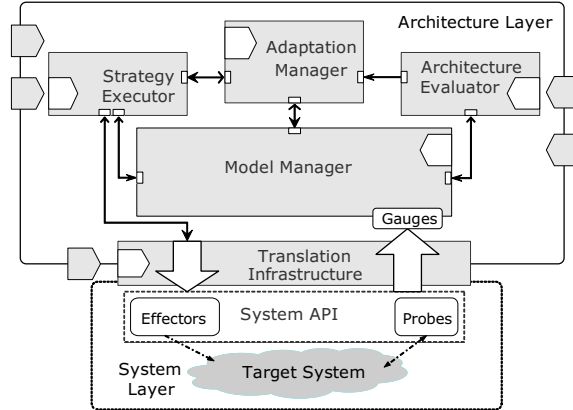 Architecture Layer
Adaptation
Manager
Strategy
Executor
Architecture
Evaluator
Model Manager
Gauges
Translation
Infrastructure
Effectors
System API
Probes
System
Layer
Target System